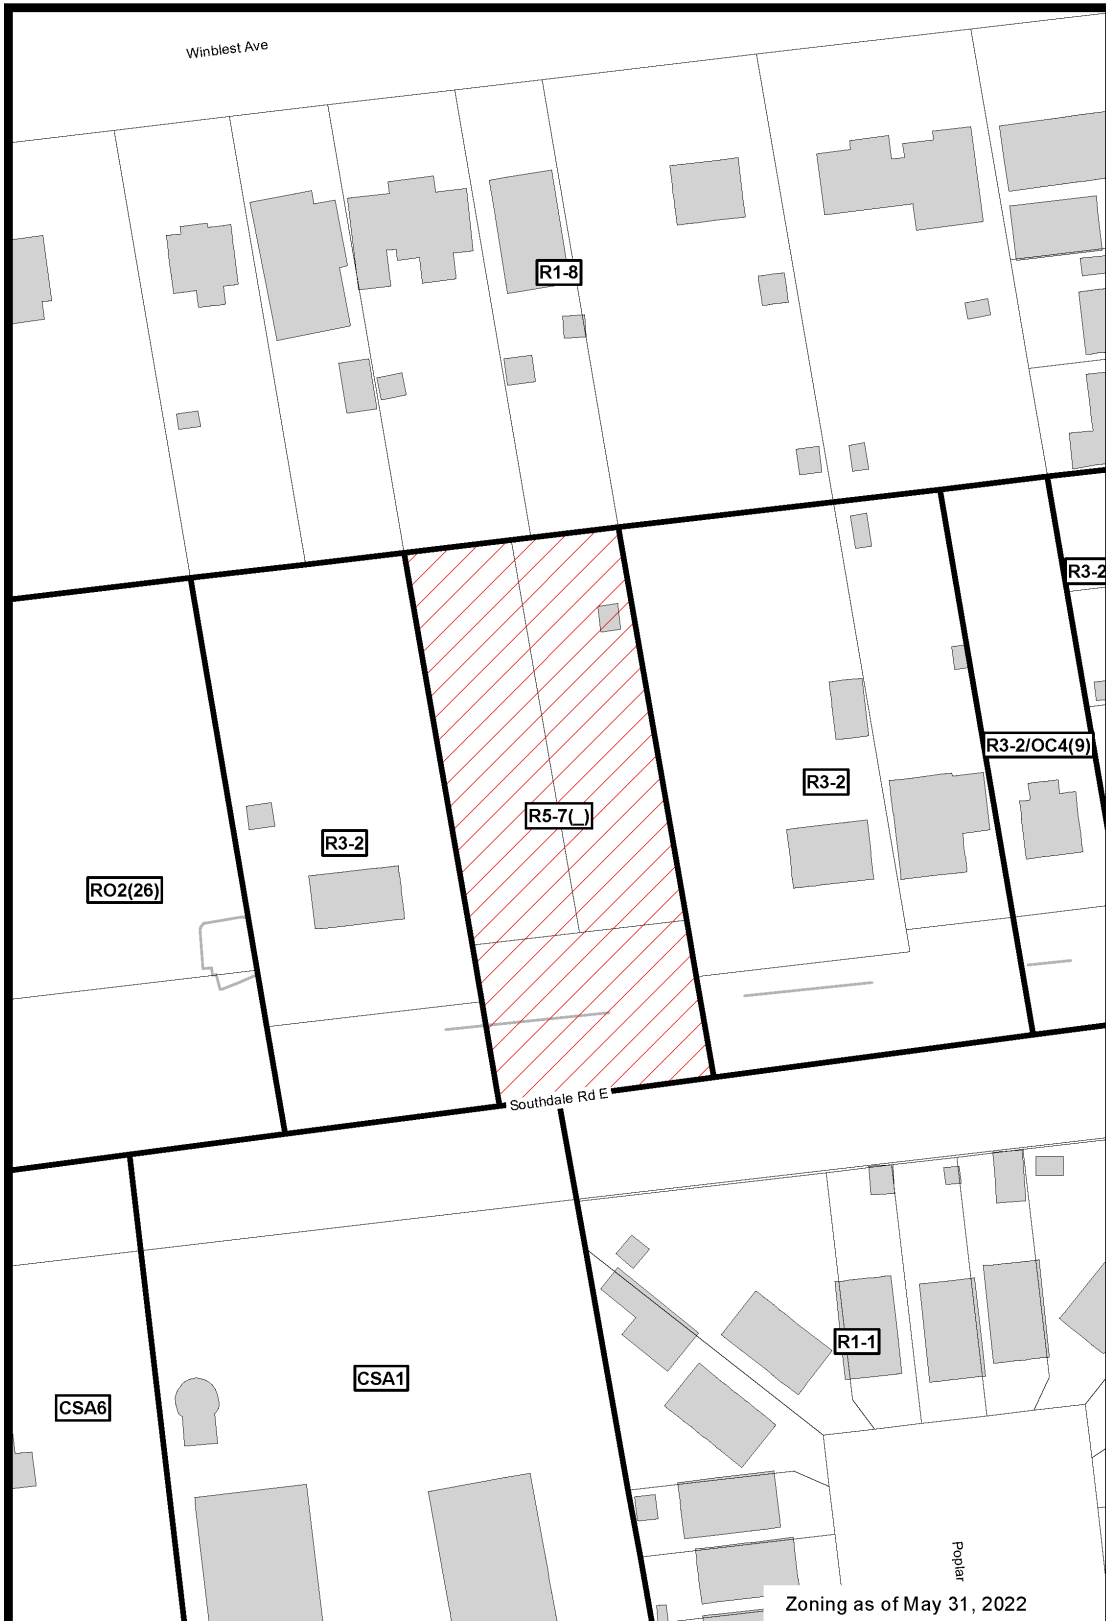 Winblest Ave
R1-8
R3-2
R3-2/OC4(9)
R3-2
R5-7(_)
R3-2
RO2(26)
Southdale Rd E
R1-1
CSA1
CSA6
Poplar
Zoning as of May 31, 2022